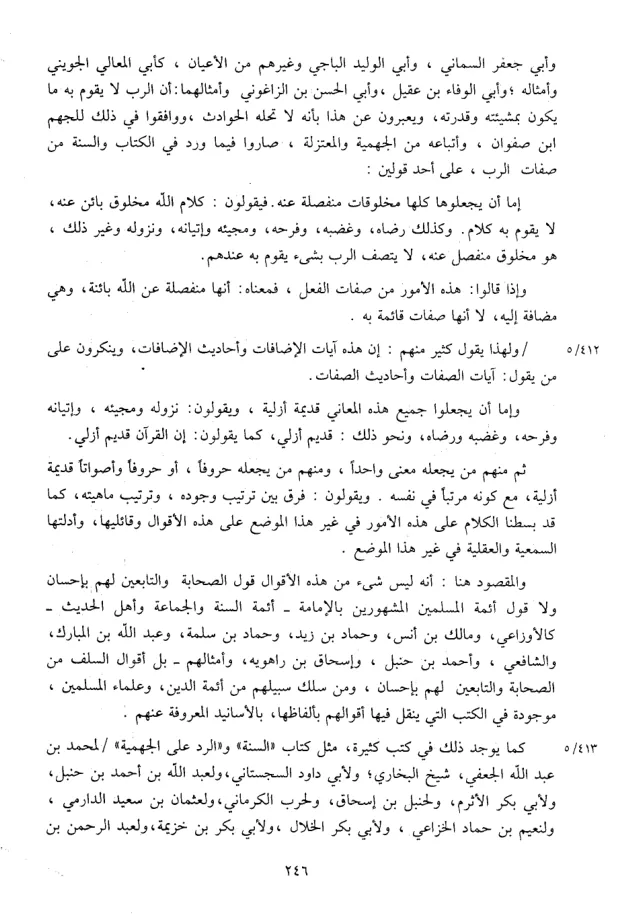 وأبي جعفر السماني ، وأبي الوليد الباجي وغيرهم من الأعيان ، كأبي المعالي الجويني
وأمثاله ؛ وأبي الوفاء بن عقيل ، وأبي الحسن بن الزاغوني وأمثالهما: أن الرب لا يقوم به ما
يكون بمشيئته وقدرته، ويعبرون عن هذا بأنه لا تحله الحوادث ، ووافقوا في ذلك للجهم
ابن صفوان ، وأتباعه من الجهمية والمعتزلة ، صاروا فيما ورد في الكتاب والسنة من
صفات الرب ، على أحد قولين :
إما أن يجعلوها كلها مخلوقات منفصلة عنه. فيقولون : كلام الله مخلوق بائن عنه،
لا يقوم به كلام. وكذلك رضاه، وغضبه، وفرحه، ومجيئه وإتيانه، ونزوله وغير ذلك ،
هو مخلوق منفصل عنه، لا يتصف الرب بشىء يقوم به عندهم.
وإذا قالوا: هذه الأمور من صفات الفعل ، فمعناه: أنها منفصلة عن الله بائنة، وهي
مضافة إليه، لا أنها صفات قائمة به .
٥/٤١٢ / ولهذا يقول كثير منهم : إن هذه آيات الإضافات وأحاديث الإضافات، وينكرون على
من يقول: آيات الصفات وأحاديث الصفات.
وإما أن يجعلوا جميع هذه المعاني قديمة أزلية ، ويقولون: نزوله ومجيئه ، وإتيانه
وفرحه، وغضبه ورضاه، ونحو ذلك : قديم أزلي، كما يقولون: إن القرآن قديم أزلي.
ثم منهم من يجعله معنى واحداً ، ومنهم من يجعله حروفاً ، أو حروفاً وأصواتاً قديمة
أزلية، مع كونه مرتباً في نفسه . ويقولون : فرق بين ترتيب وجوده ، وترتيب ماهيته، كما
قد بسطنا الكلام على هذه الأمور في غير هذا الموضع على هذه الأقوال وقائليها، وأدلتها
السمعية والعقلية في غير هذا الموضع .
والمقصود هنا : أنه ليس شىء من هذه الأقوال قول الصحابة والتابعين لهم بإحسان
ولا قول أئمة المسلمين المشهورين بالإمامة ـ أئمة السنة والجماعة وأهل الحديث ـ
كالأوزاعي، ومالك بن أنس، وحماد بن زيد، وحماد بن سلمة، وعبد الله بن المبارك،
والشافعي ، وأحمد بن حنبل ، وإسحاق بن راهويه، وأمثالهم ـ بل أقوال السلف من
الصحابة والتابعين لهم بإحسان ، ومن سلك سبيلهم من أئمة الدين، وعلماء المسلمين ،
موجودة في الكتب التي ينقل فيها أقوالهم بألفاظها، بالأسانيد المعروفة عنهم .
٥/٤١٣ كما يوجد ذلك في كتب كثيرة، مثل كتاب «السنة» و«الرد على الجهمية» / لمحمد بن
عبد الله الجعفي، شيخ البخاري؛ ولأبي داود السجستاني، ولعبد الله بن أحمد بن حنبل،
ولأبي بكر الأثرم، ولحنبل بن إسحاق، ولحرب الكرماني، ولعثمان بن سعيد الدارمي ،
ولنعيم بن حماد الخزاعي ، ولأبي بكر الخلال ، ولأبي بكر بن خزيمة، ولعبد الرحمن بن
٢٤٦